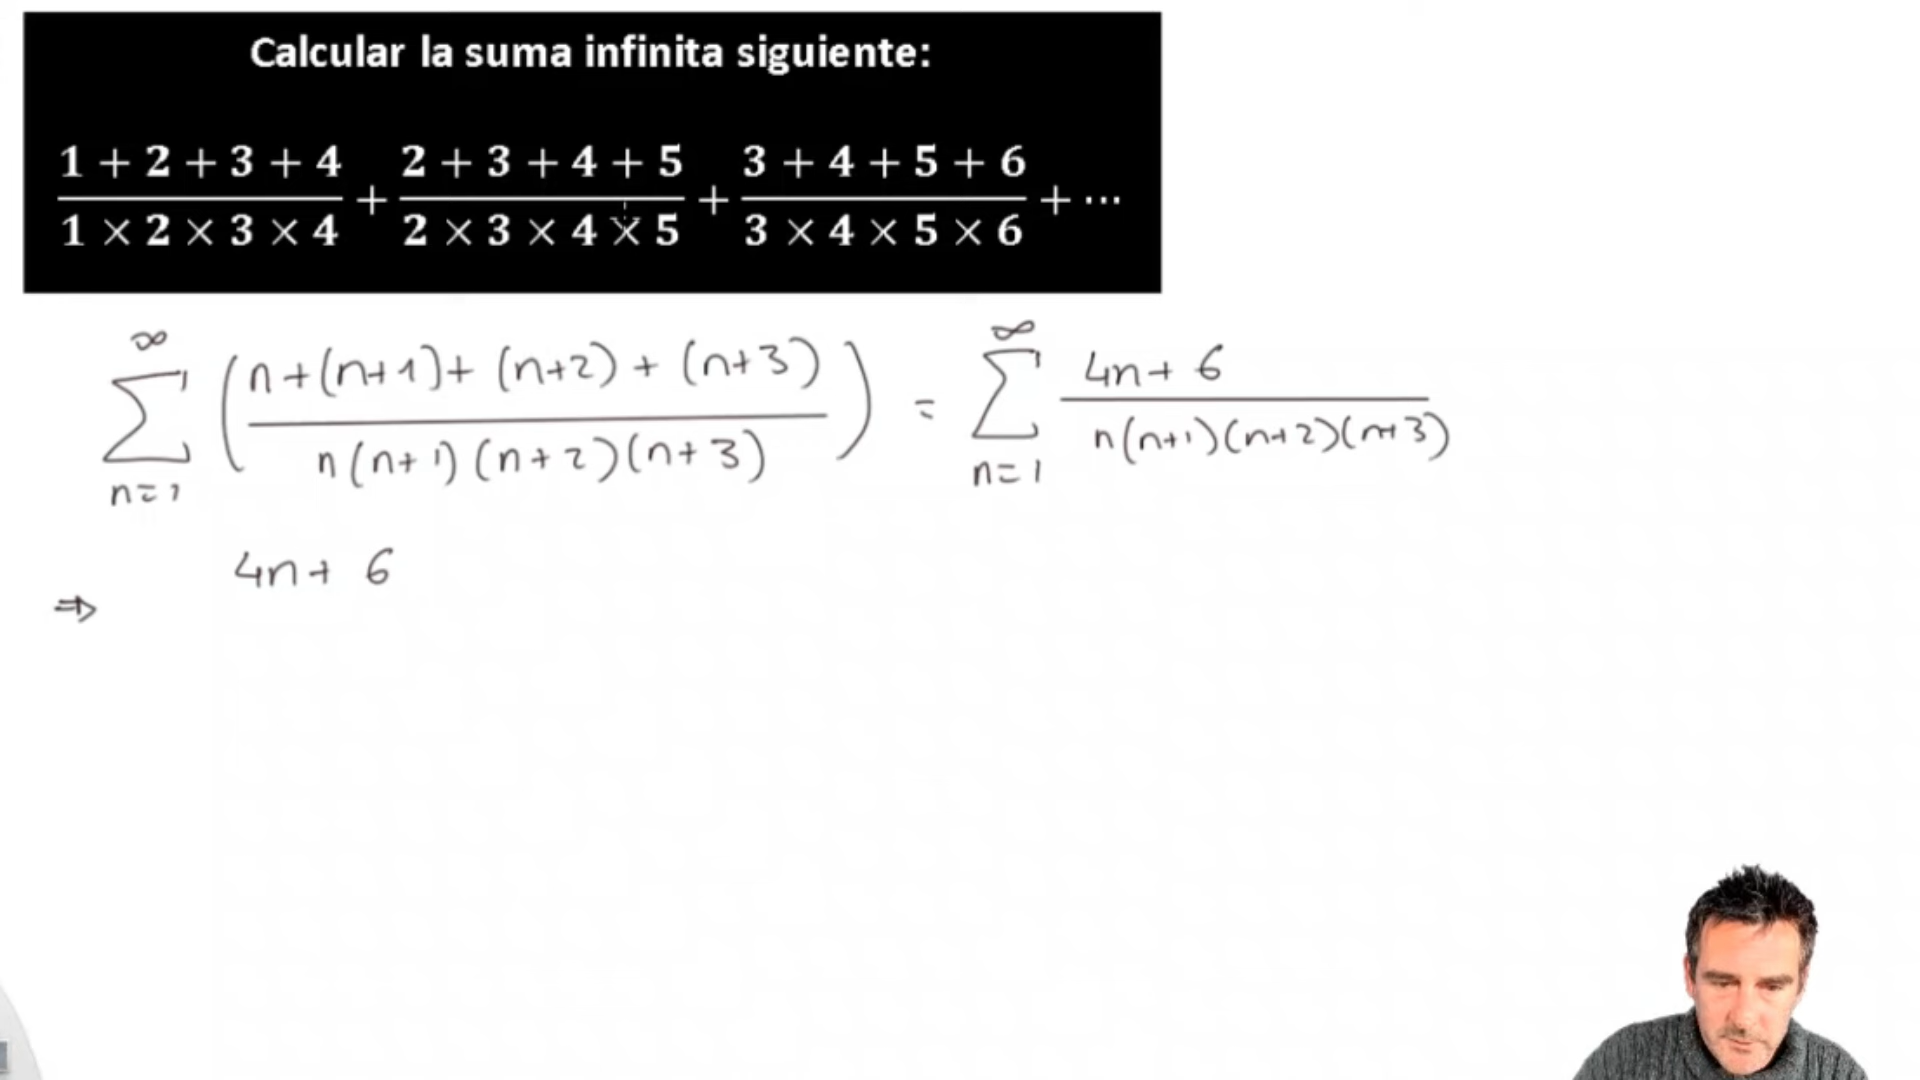 Calcular la suma infinita siguiente:
1 + 2 + 3 + 4 / 1 × 2 × 3 × 4 + 2 + 3 + 4 + 5 / 2 × 3 × 4 × 5 + 3 + 4 + 5 + 6 / 3 × 4 × 5 × 6 + ⋯
∞ ∑ n=1 ( n+(n+1)+(n+2)+(n+3) / n(n+1)(n+2)(n+3) ) = ∞ ∑ n=1 4n+6 / n(n+1)(n+2)(n+3)
4n+ 6
⇒